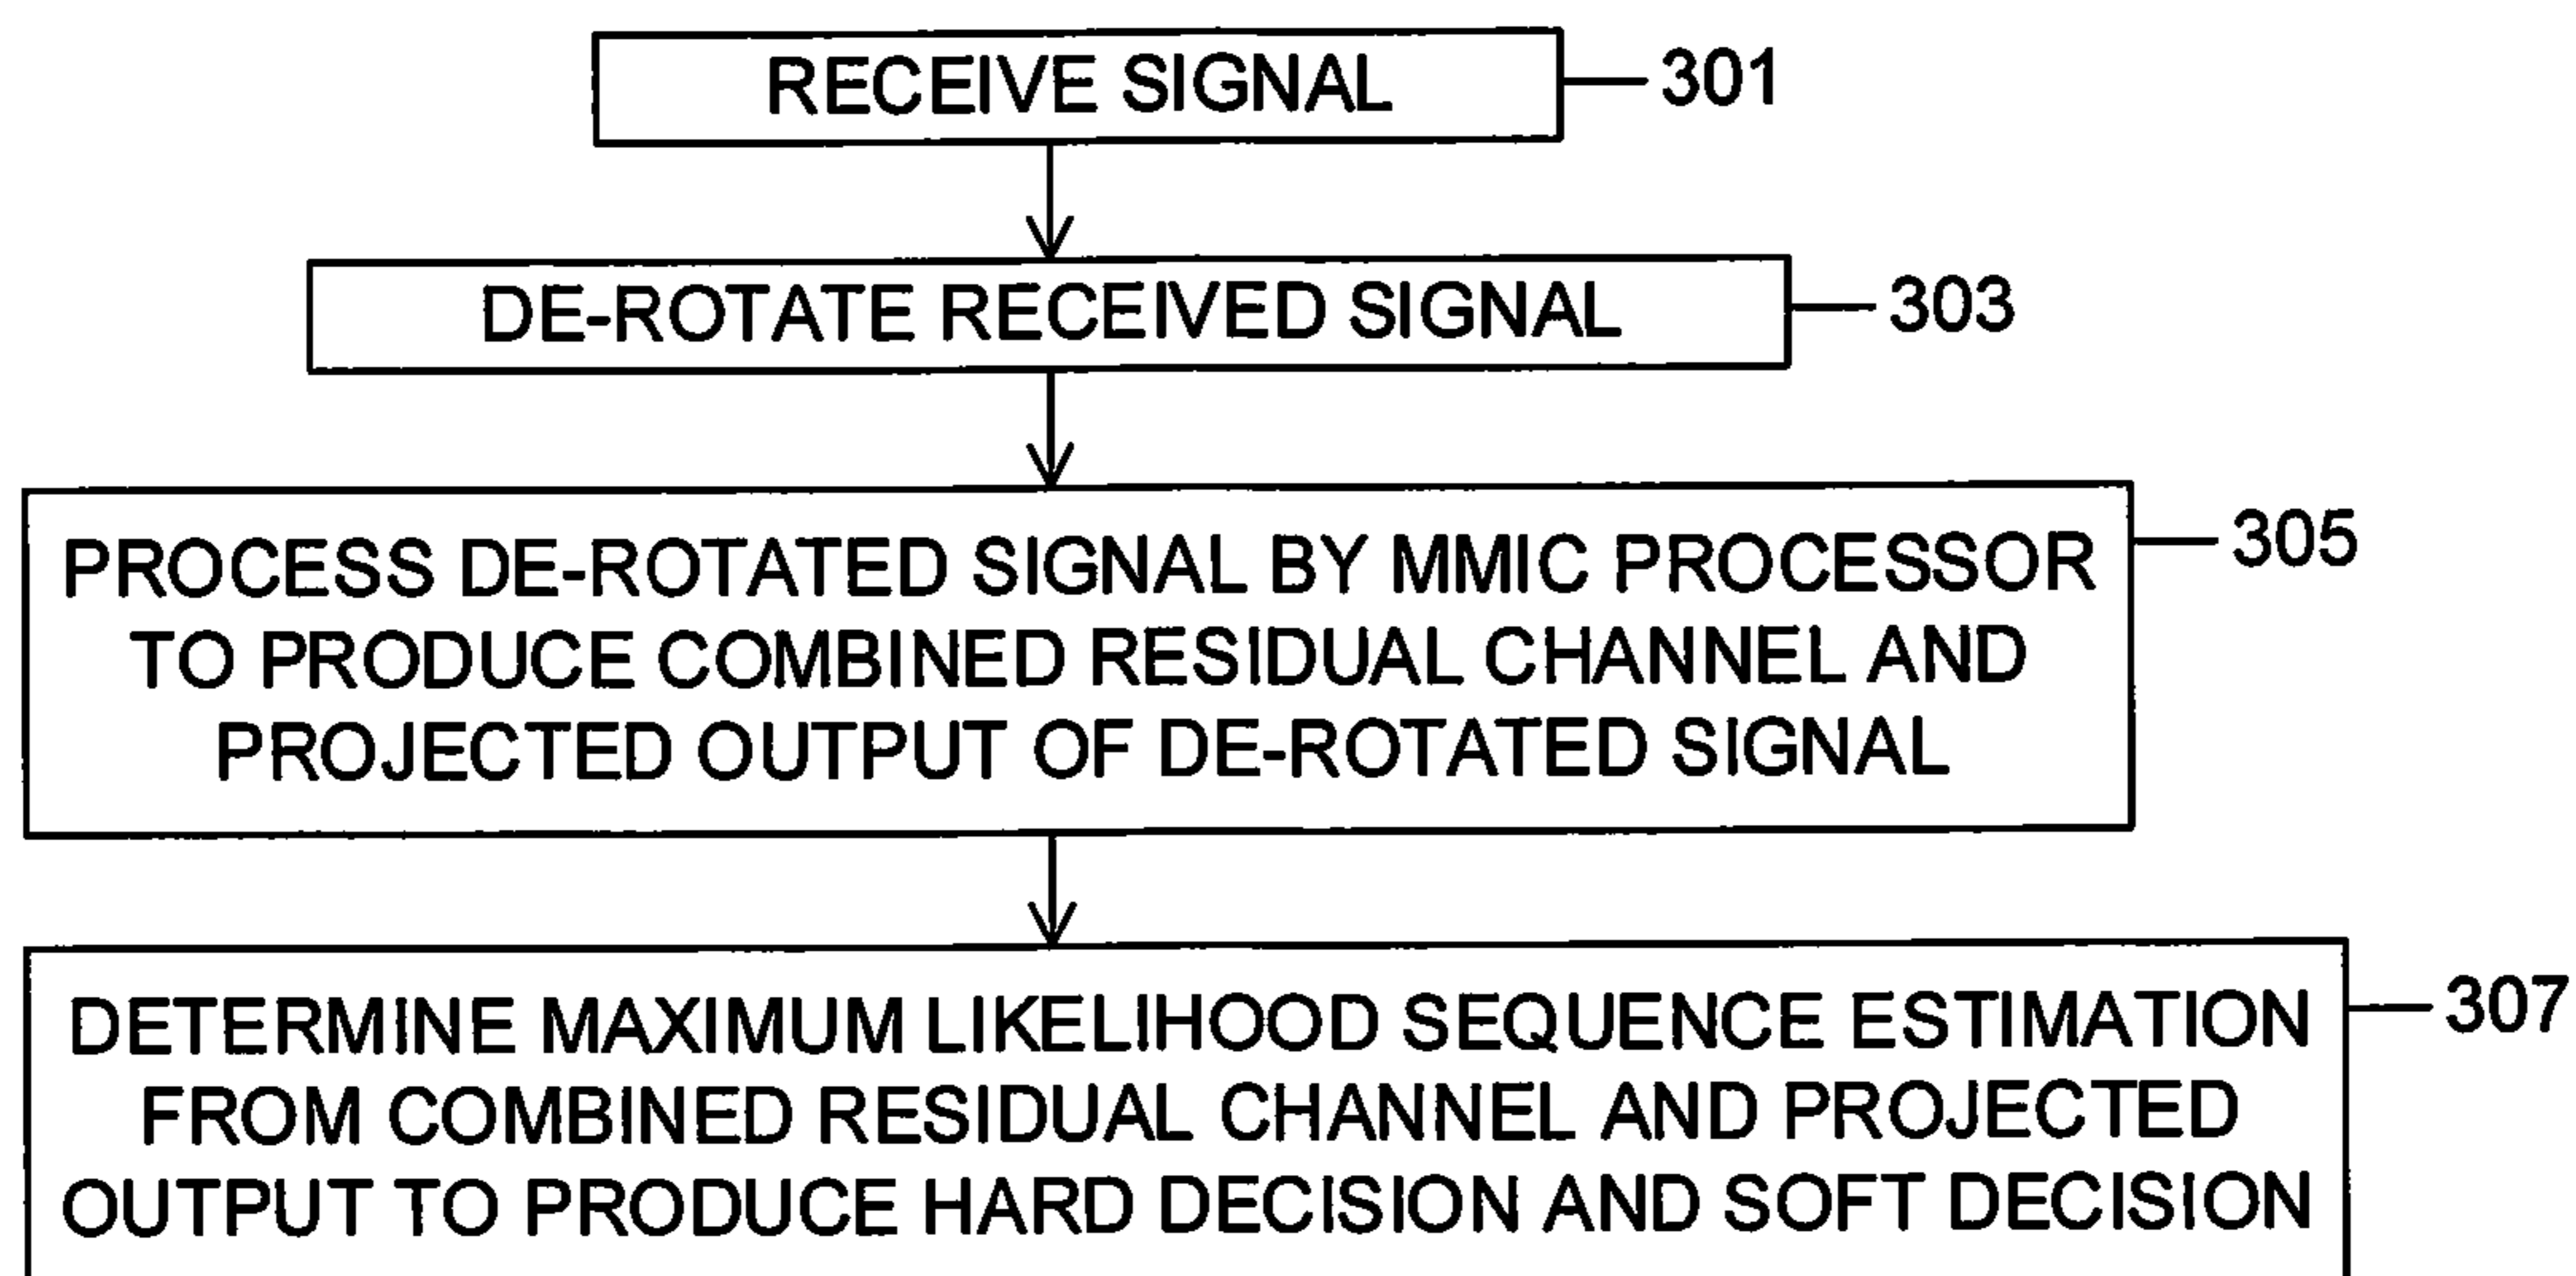 RECEIVE SIGNAL
301
DE-ROTATE RECEIVED SIGNAL
303
PROCESS DE-ROTATED SIGNAL BY MMIC PROCESSOR
TO PRODUCE COMBINED RESIDUAL CHANNEL AND
PROJECTED OUTPUT OF DE-ROTATED SIGNAL
305
DETERMINE MAXIMUM LIKELIHOOD SEQUENCE ESTIMATION
FROM COMBINED RESIDUAL CHANNEL AND PROJECTED
OUTPUT TO PRODUCE HARD DECISION AND SOFT DECISION
307